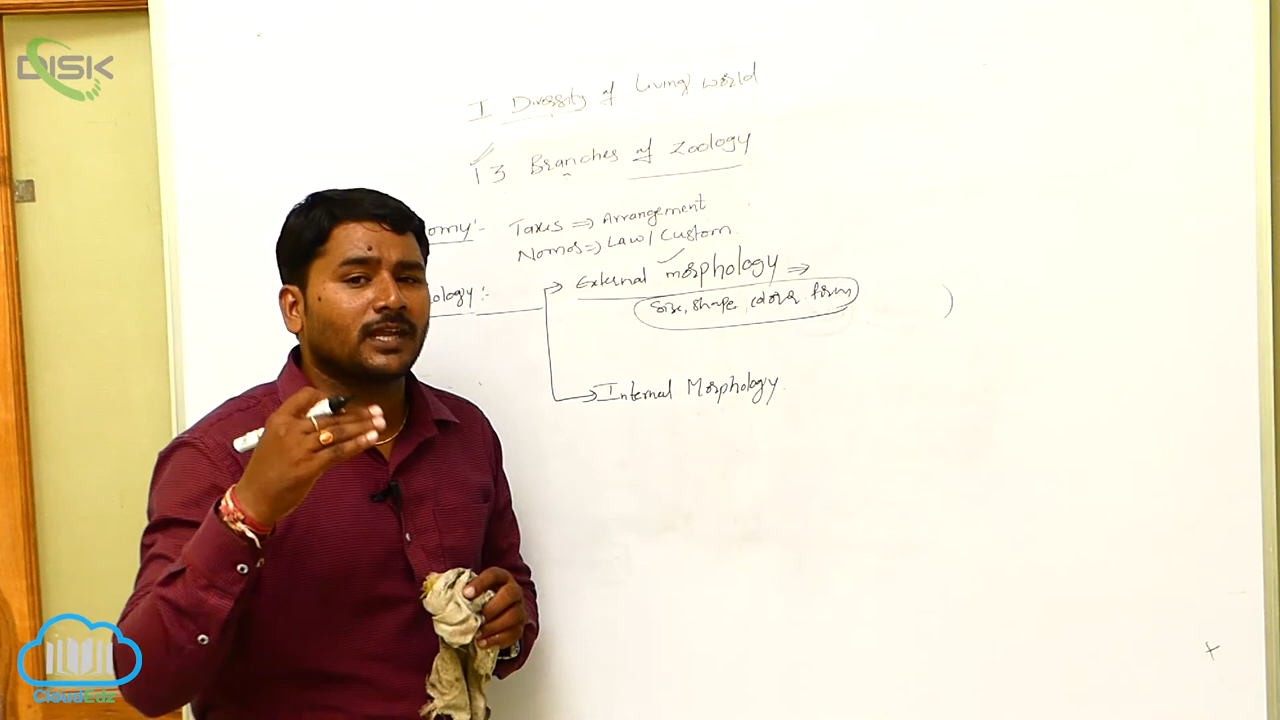 DISK
I Diversity of Living world
1 3 Branches of Zoology
omy:- Taxis => Arrangement
Nomos => Law / Custom.
ology:- External morphology =>
Size, shape, colour, form
Internal Morphology.
CloudEdz